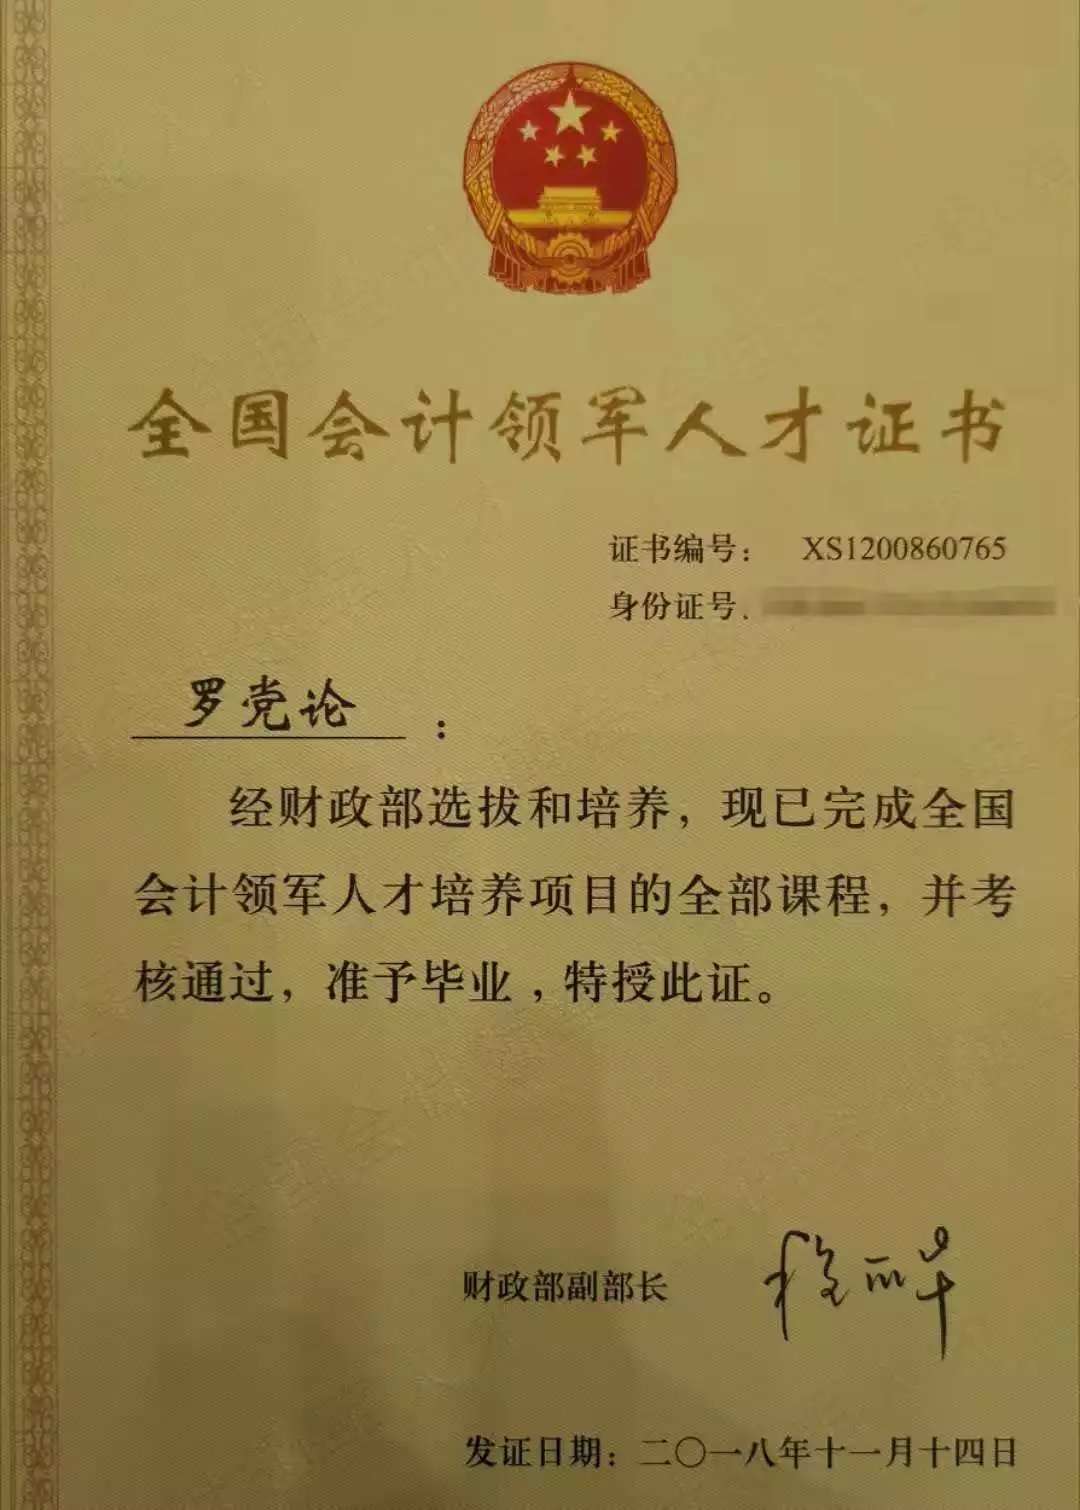 全国会计领军人才证书
证书编号： XS1200860765
身份证号
罗党论：
经财政部选拔和培养，现已完成全国
会计领军人才培养项目的全部课程，并考
核通过，准予毕业，特授此证。
财政部副部长
发证日期：二〇一八年十一月十四日